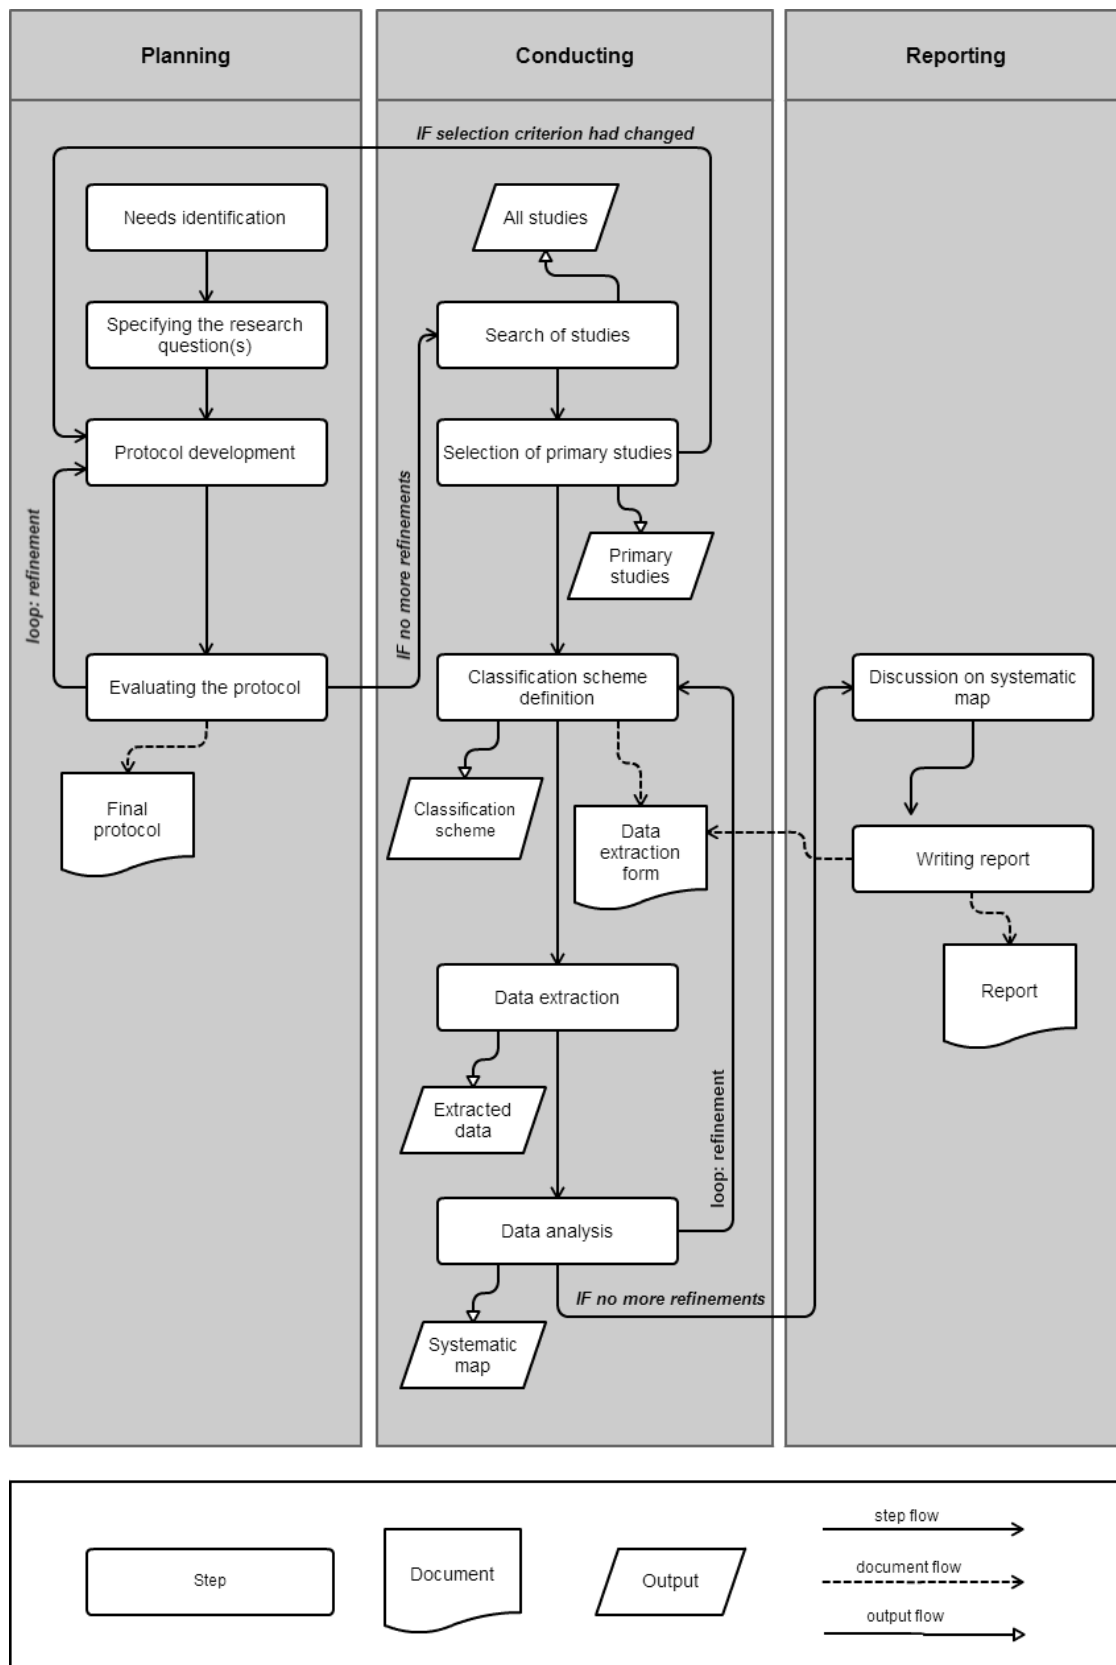 Planning
Conducting
Reporting
IF selection criterion had changed
Needs identification
All studies
Specifying the research
question(s)
Search of studies
Protocol development
Selection of primary studies
loop: refinement
IF no more refinements
Primary
studies
Evaluating the protocol
Classification scheme
definition
Discussion on systematic
map
Final
protocol
Classification
scheme
Data
extraction
form
Writing report
Data extraction
Report
Extracted
data
loop: refinement
Data analysis
IF no more refinements
Systematic
map
Step
Document
Output
step flow
document flow
output flow